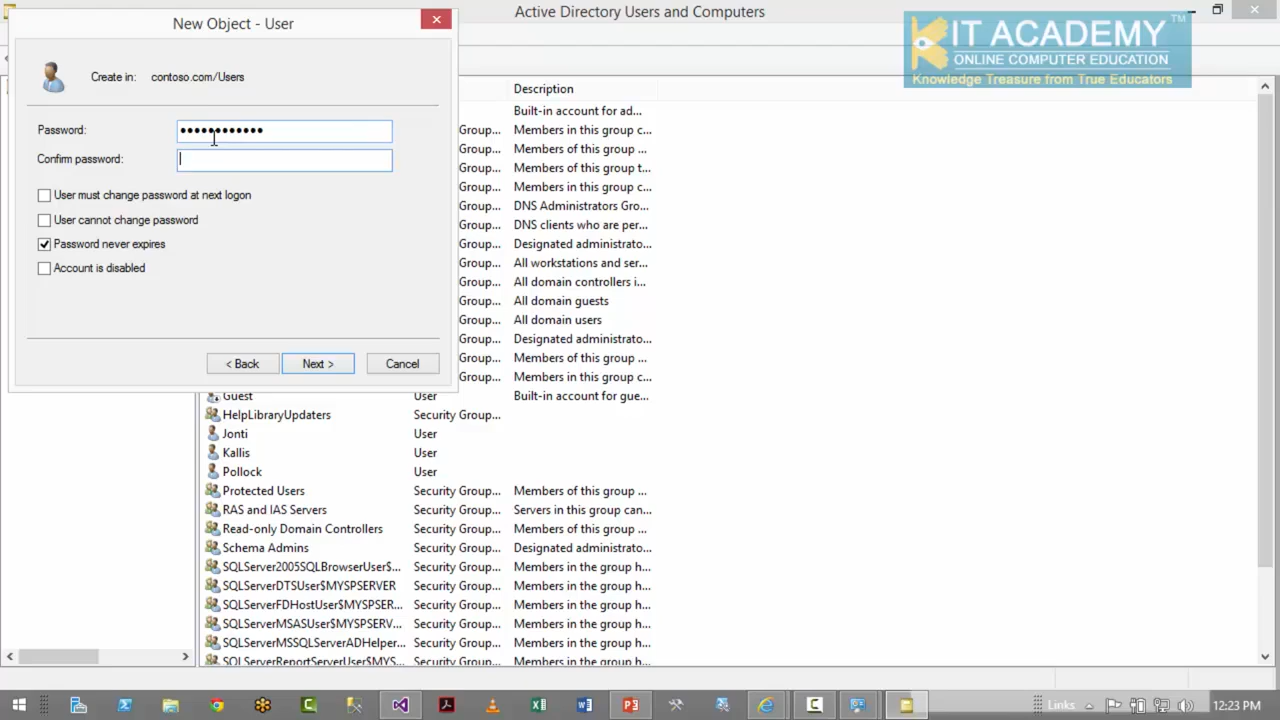 New Object - User
Active Directory Users and Computers
TM
KIT ACADEMY
ONLINE COMPUTER EDUCATION
Knowledge Treasure from True Educators
Create in: contoso.com/Users
Password:
Confirm password:
User must change password at next logon
User cannot change password
Password never expires
Account is disabled
< Back Next > Cancel
Description
Built-in account for ad...
Group... Members in this group c...
Group... Members of this group ...
Group... Members of this group t...
Group... Members in this group c...
Group... DNS Administrators Gro...
Group... DNS clients who are per...
Group... Designated administrato...
Group... All workstations and ser...
Group... All domain controllers i...
Group... All domain guests
Group... All domain users
Group... Designated administrato...
Group... Members of this group ...
Group... Members in this group c...
Guest User Built-in account for gue...
HelpLibraryUpdaters Security Group...
Jonti User
Kallis User
Pollock User
Protected Users Security Group... Members of this group ...
RAS and IAS Servers Security Group... Servers in this group can...
Read-only Domain Controllers Security Group... Members of this group ...
Schema Admins Security Group... Designated administrato...
SQLServer2005SQLBrowserUser$... Security Group... Members in the group h...
SQLServerDTSUser$MYSPSERVER Security Group... Members in the group h...
SQLServerFDHostUser$MYSPSER... Security Group... Members in the group h...
SQLServerMSASUser$MYSPSERV... Security Group... Members in the group h...
SQLServerMSSQLServerADHelper... Security Group... Members in the group h...
SQLServerReportServerUser$MYS... Security Group... Members in the group h...
Links 12:23 PM